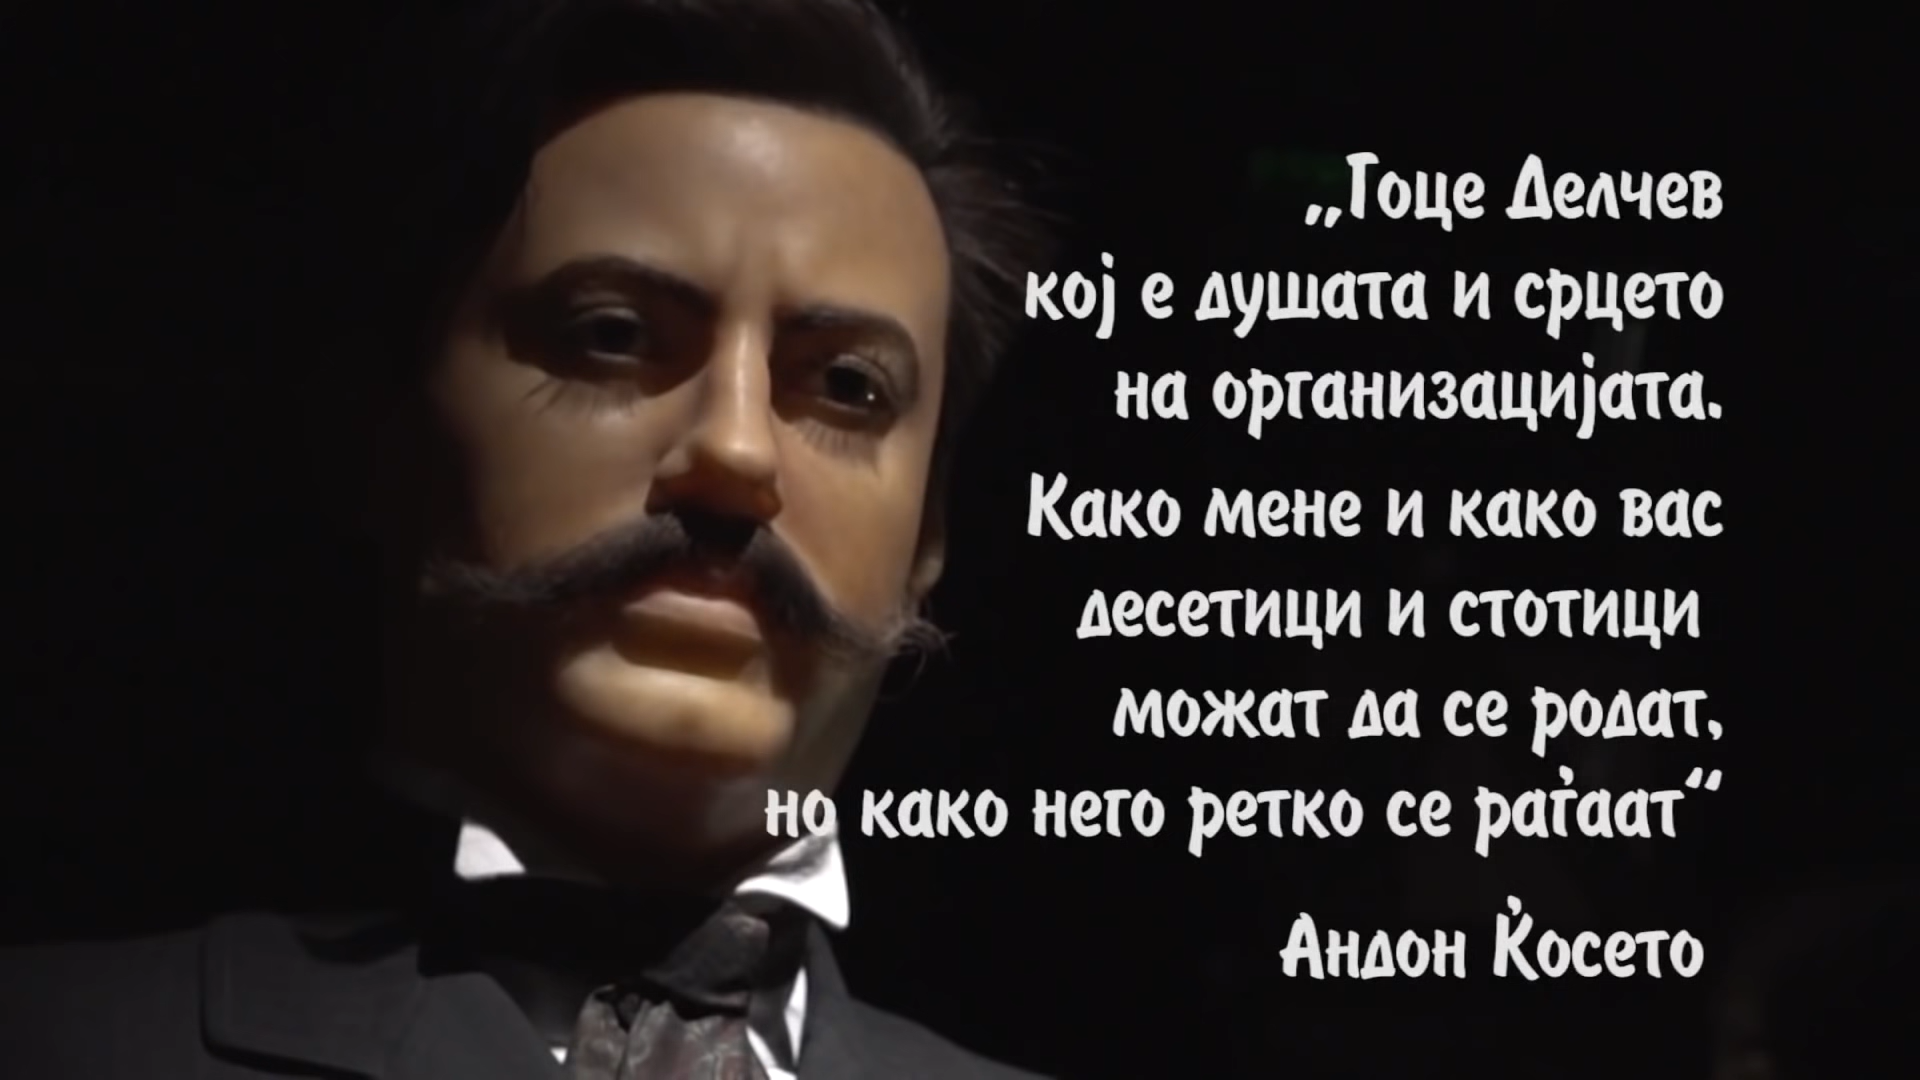 „Гоце Делчев
кој е душата и срцето
на организацијата.
Како мене и како вас
десетици и стотици
можат да се родат,
но како него ретко се раѓаат“
Андон Ќосето